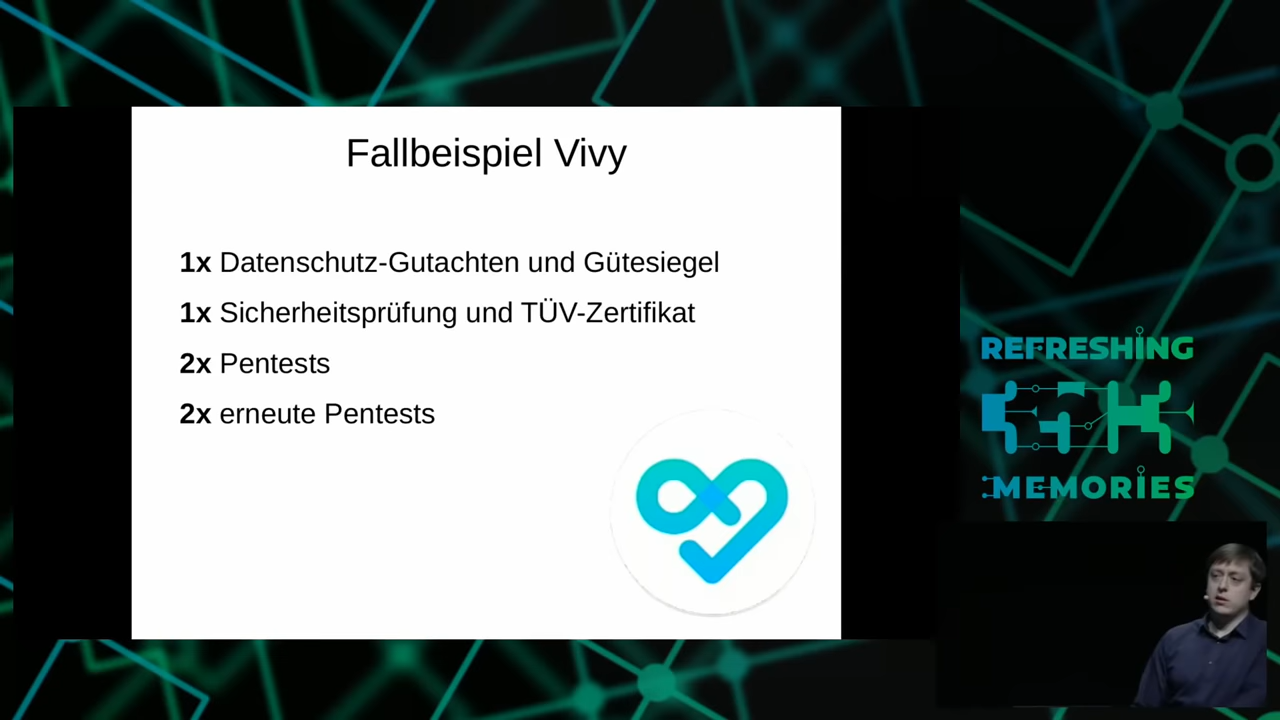 Fallbeispiel Vivy
1x Datenschutz-Gutachten und Gütesiegel
1x Sicherheitsprüfung und TÜV-Zertifikat
2x Pentests
2x erneute Pentests
REFRESHING
MEMORIES